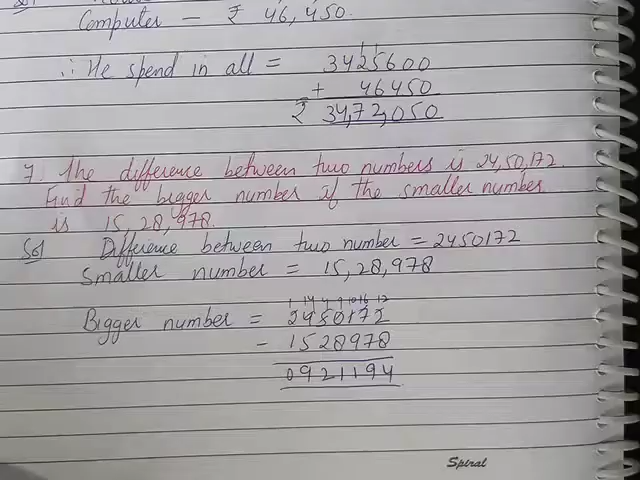 Computer - ₹ 46,450.
∴ He spend in all = 3425600
+ 46450
₹ 34,72,050
7. The difference between two numbers is 24,50,172.
Find the bigger number if the smaller number
is 15,28,978.
Sol Difference between two number = 2450172
Smaller number = 15,28,978
Bigger number = 2450172
- 1528978
0921194
Spiral